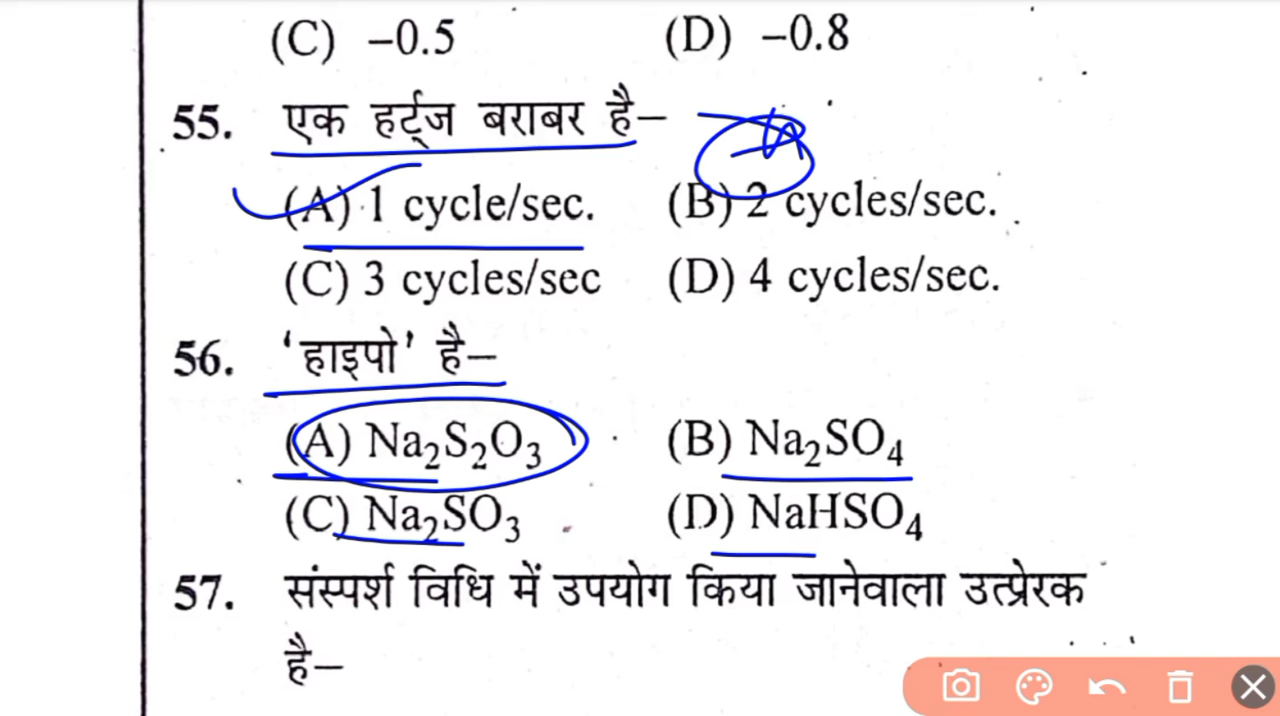 (C) –0.5 (D) –0.8
55. एक हर्ट्ज बराबर है–
(A) 1 cycle/sec. (B) 2 cycles/sec.
(C) 3 cycles/sec (D) 4 cycles/sec.
56. ‘हाइपो’ है–
(A) Na₂S₂O₃ (B) Na₂SO₄
(C) Na₂SO₃ (D) NaHSO₄
57. संस्पर्श विधि में उपयोग किया जानेवाला उत्प्रेरक
है–